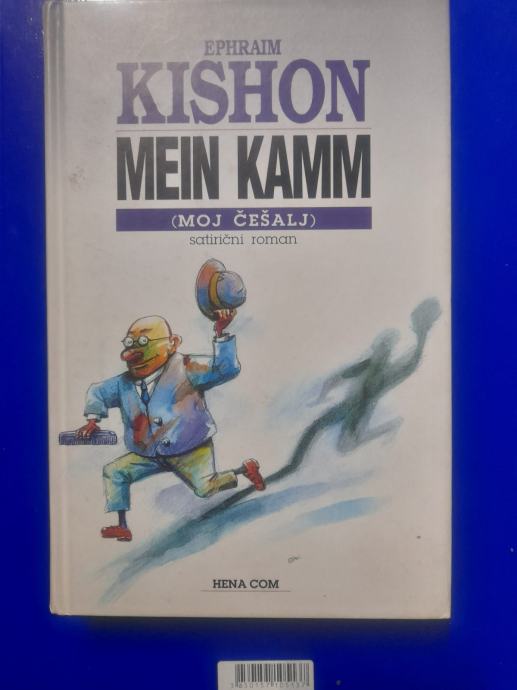 EPHRAIM
KISHON
MEIN KAMM
(MOJ ČEŠALJ)
satirični roman
HENA COM